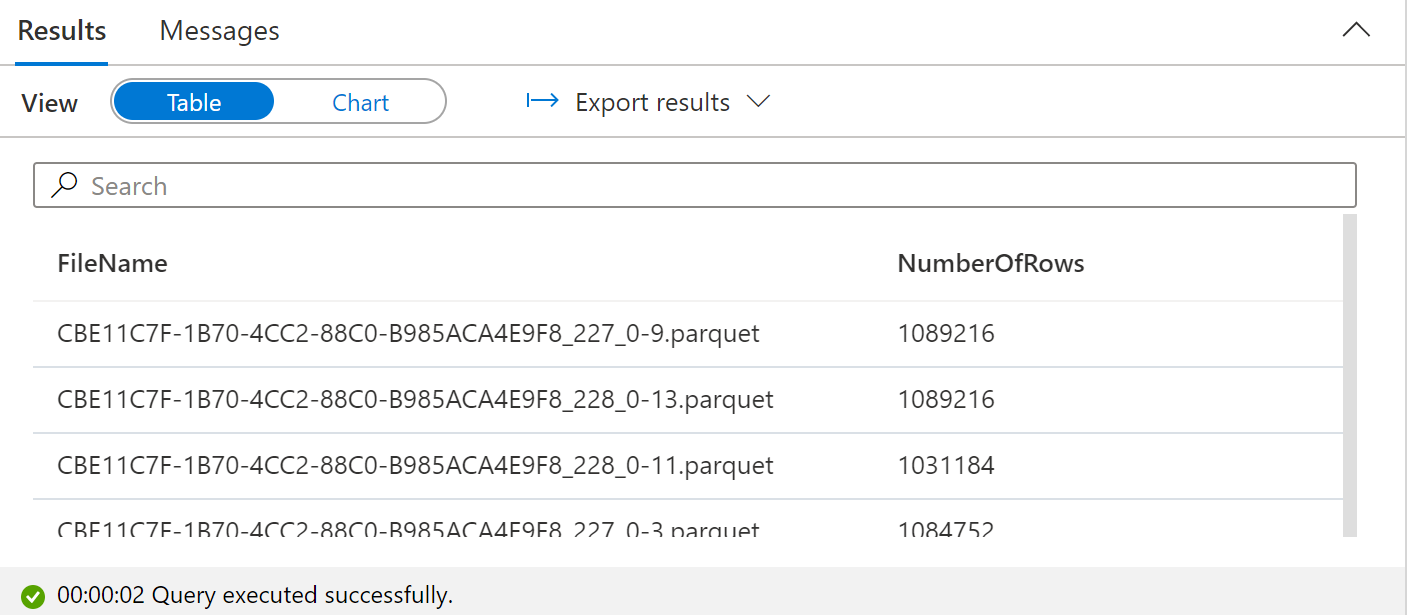 Results Messages
View Table Chart Export results
Search
FileName NumberOfRows
CBE11C7F-1B70-4CC2-88C0-B985ACA4E9F8_227_0-9.parquet 1089216
CBE11C7F-1B70-4CC2-88C0-B985ACA4E9F8_228_0-13.parquet 1089216
CBE11C7F-1B70-4CC2-88C0-B985ACA4E9F8_228_0-11.parquet 1031184
CBE11C7F-1B70-4CC2-88C0-B985ACA4E9F8_227_0-3.parquet 1084752
00:00:02 Query executed successfully.